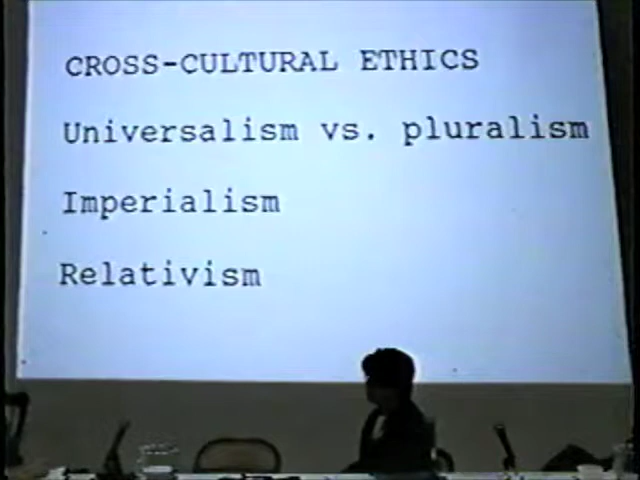 CROSS-CULTURAL ETHICS
Universalism vs. pluralism
Imperialism
Relativism